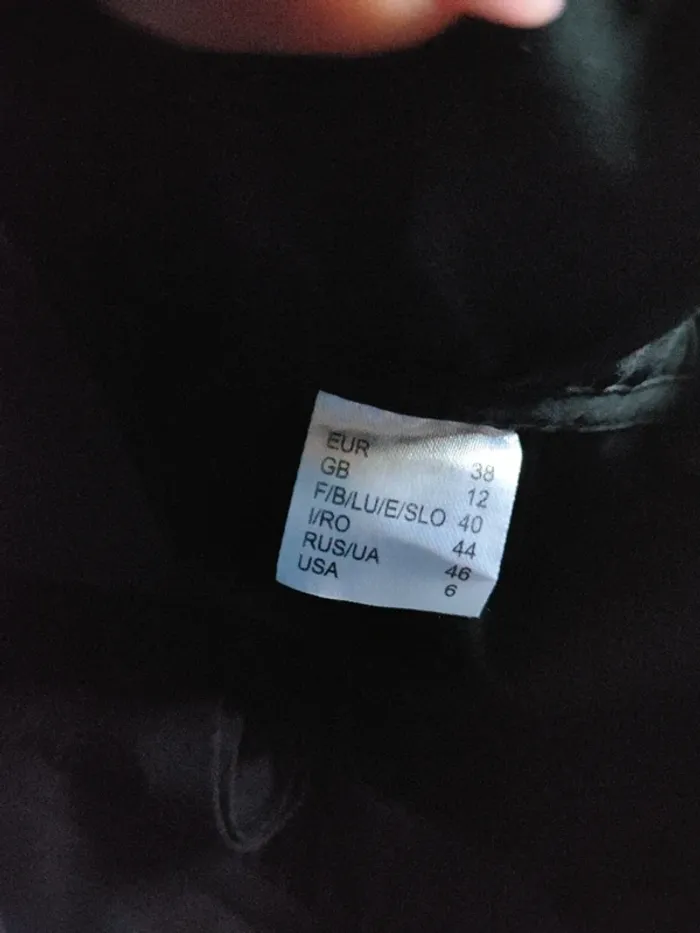 EUR 38
GB 12
F/B/LU/E/SLO 40
I/RO 44
RUS/UA 46
USA 6